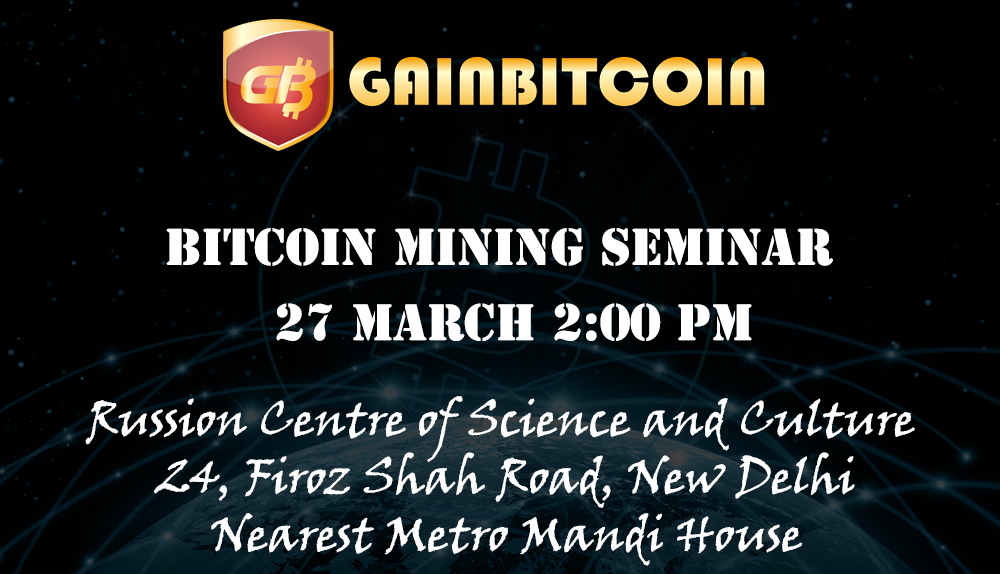 GB
GAINBITCOIN
BITCOIN MINING SEMINAR
27 MARCH 2:00 PM
Russion Centre of Science and Culture
24, Firoz Shah Road, New Delhi
Nearest Metro Mandi House